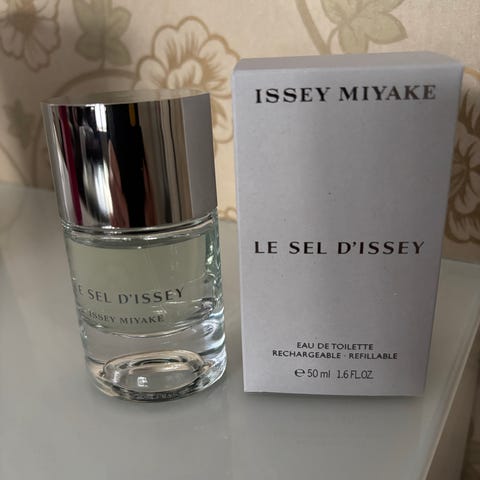 LE SEL D'ISSEY
ISSEY MIYAKE
ISSEY MIYAKE
LE SEL D'ISSEY
EAU DE TOILETTE
RECHARGEABLE - REFILLABLE
℮ 50 ml 1.6 FL.OZ.